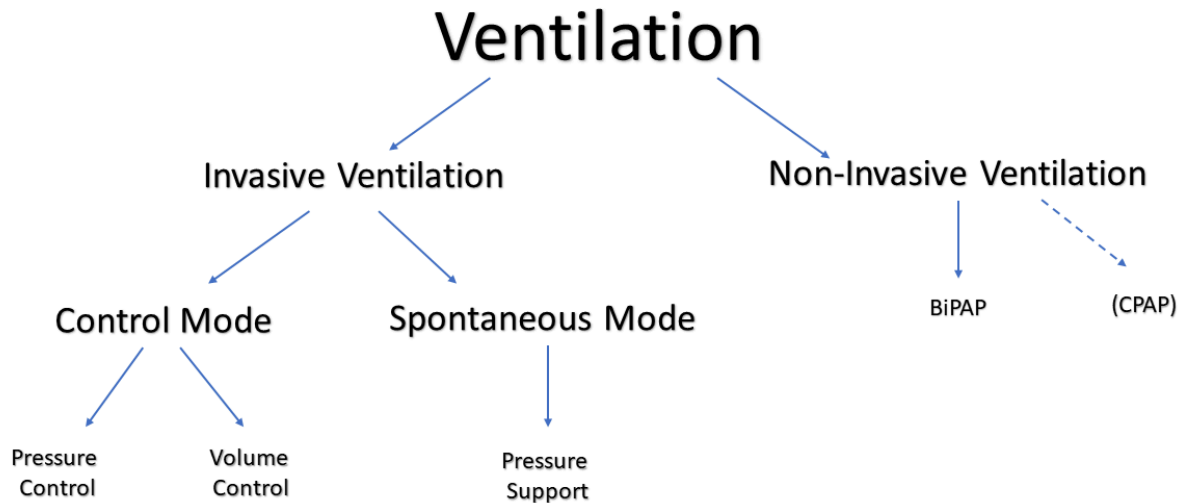 Ventilation
Invasive Ventilation
Non-Invasive Ventilation
Control Mode
Spontaneous Mode
BiPAP
(CPAP)
Pressure
Control
Volume
Control
Pressure
Support